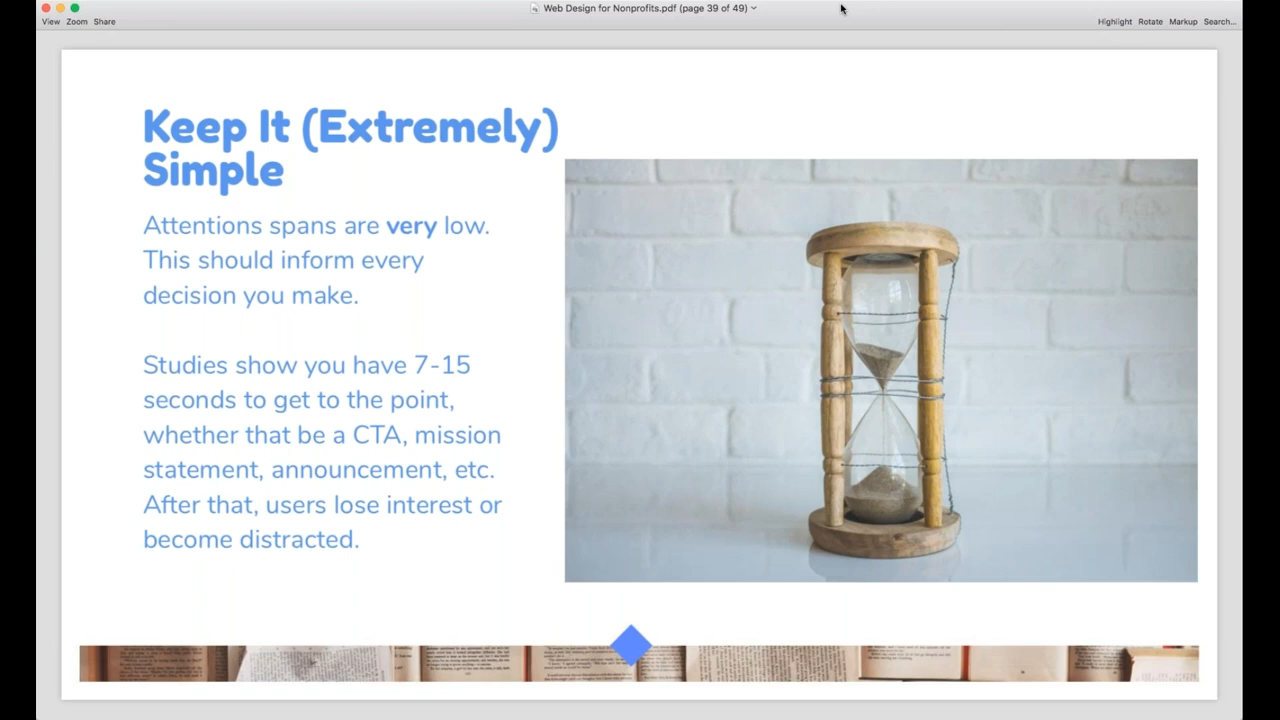 Web Design for Nonprofits.pdf (page 39 of 49)
View Zoom Share
Highlight Rotate Markup Search...
Keep It (Extremely)
Simple
Attentions spans are very low.
This should inform every
decision you make.
Studies show you have 7-15
seconds to get to the point,
whether that be a CTA, mission
statement, announcement, etc.
After that, users lose interest or
become distracted.